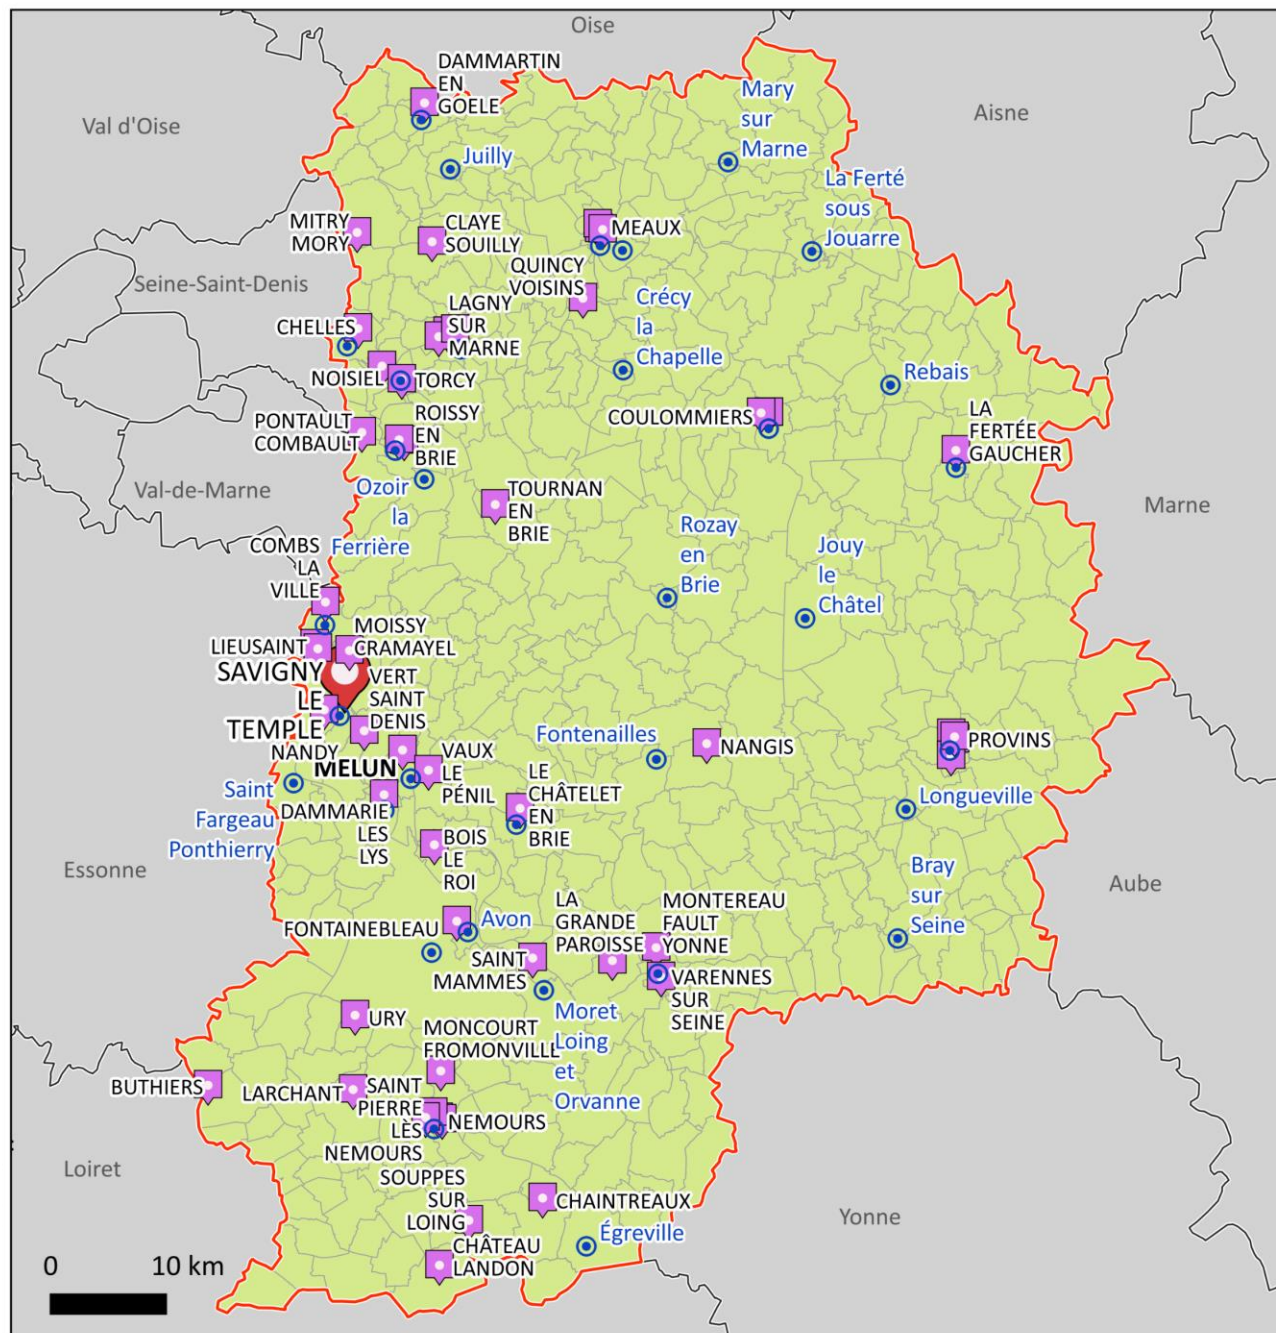 Oise
DAMMARTIN
EN
GOELE
Mary
sur
Marne
Aisne
Val d'Oise
Juilly
La Ferté
sous
Jouarre
MITRY
MORY
CLAYE
SOUILLY
MEAUX
QUINCY
VOISINS
Seine-Saint-Denis
LAGNY
SUR
MARNE
Crécy
la
Chapelle
CHELLES
NOISIEL
TORCY
Rebais
PONTAULT
COMBAULT
ROISSY
EN
BRIE
COULOMMIERS
LA
FERTÉE
GAUCHER
Val-de-Marne
Ozoir
la
Ferrière
TOURNAN
EN
BRIE
Marne
Rozay
en
Brie
Jouy
le
Châtel
COMBS
LA
VILLE
MOISSY
CRAMAYEL
LIEUSAINT
SAVIGNY
LE
TEMPLE
VERT
SAINT
DENIS
NANDY
MELUN
VAUX
LE
PÉNIL
Fontenailles
NANGIS
PROVINS
Saint
Fargeau
Ponthierry
DAMMARIE
LES
LYS
LE
CHÂTELET
EN
BRIE
Longueville
BOIS
LE
ROI
Essonne
Aube
Bray
sur
Seine
LA
GRANDE
PAROISSE
MONTEREAU
FAULT
YONNE
FONTAINEBLEAU
Avon
SAINT
MAMMES
VARENNES
SUR
SEINE
URY
Moret
Loing
et
Orvanne
MONCOURT
FROMONVILLE
BUTHIERS
LARCHANT
SAINT
PIERRE
LÈS
NEMOURS
NEMOURS
Loiret
SOUPPES
SUR
LOING
CHAINTREAUX
Yonne
Égreville
CHÂTEAU
LANDON
0 10 km